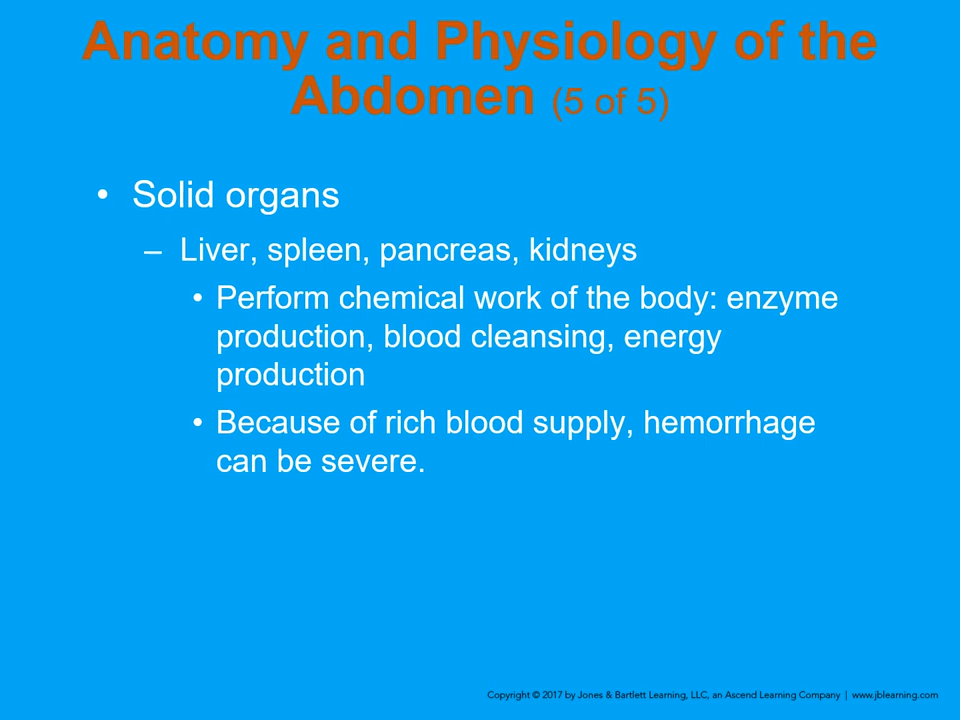 Anatomy and Physiology of the
Abdomen (5 of 5)
• Solid organs
– Liver, spleen, pancreas, kidneys
• Perform chemical work of the body: enzyme
production, blood cleansing, energy
production
• Because of rich blood supply, hemorrhage
can be severe.
Copyright © 2017 by Jones & Bartlett Learning, LLC, an Ascend Learning Company | www.jblearning.com